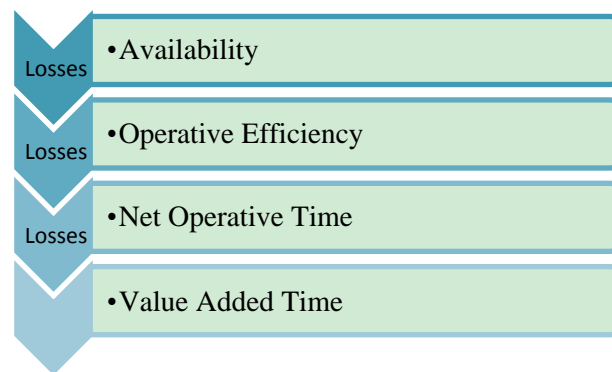 Losses
•Availability
Losses
•Operative Efficiency
Losses
•Net Operative Time
•Value Added Time